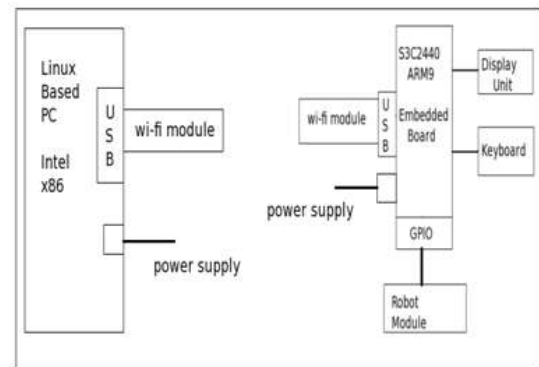 Linux
Based
PC
Intel
x86
U
S
B
wi-fi module
power supply
S3C2440
ARM9
Embedded
Board
wi-fi module
U
S
B
power supply
GPIO
Display
Unit
Keyboard
Robot
Module